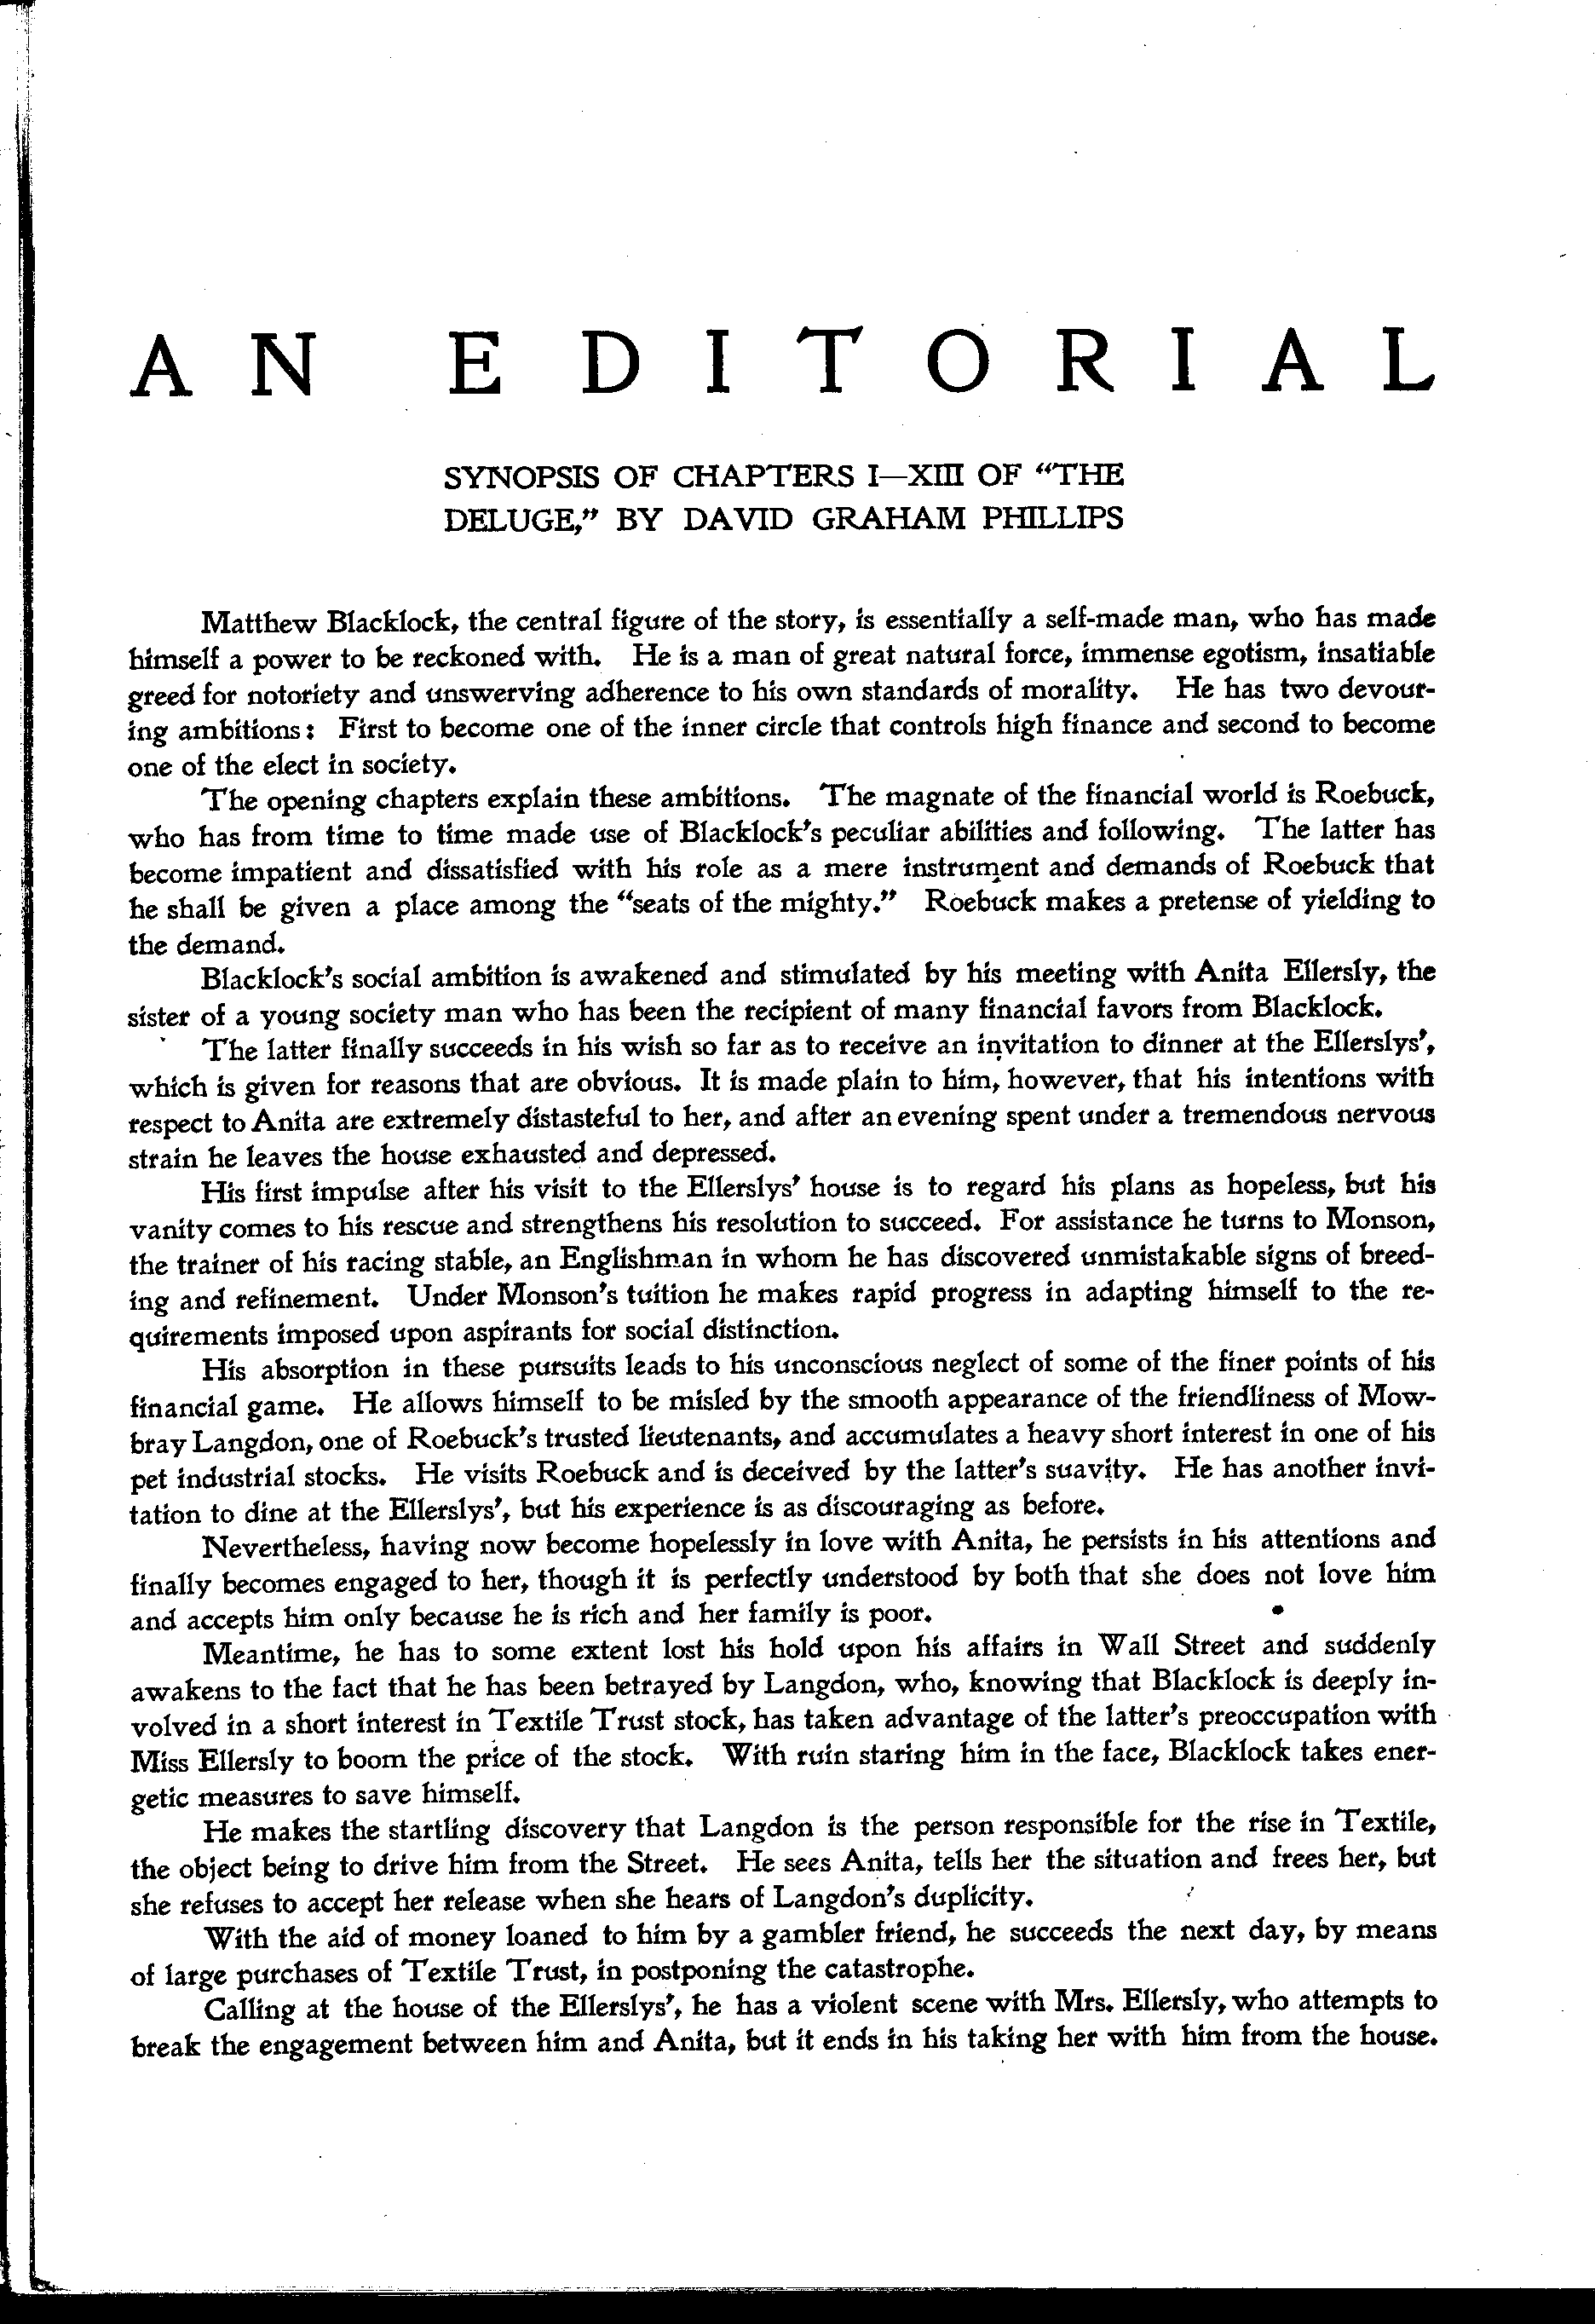 AN EDITORIAL
SYNOPSIS OF CHAPTERS I—XIII OF “THE
DELUGE,” BY DAVID GRAHAM PHILLIPS
Matthew Blacklock, the central figure of the story, is essentially a self-made man, who has made
himself a power to be reckoned with. He is a man of great natural force, immense egotism, insatiable
greed for notoriety and unswerving adherence to his own standards of morality. He has two devour-
ing ambitions: First to become one of the inner circle that controls high finance and second to become
one of the elect in society.
The opening chapters explain these ambitions. The magnate of the financial world is Roebuck,
who has from time to time made use of Blacklock’s peculiar abilities and following. The latter has
become impatient and dissatisfied with his role as a mere instrument and demands of Roebuck that
he shall be given a place among the “seats of the mighty.” Roebuck makes a pretense of yielding to
the demand.
Blacklock’s social ambition is awakened and stimulated by his meeting with Anita Ellersly, the
sister of a young society man who has been the recipient of many financial favors from Blacklock.
The latter finally succeeds in his wish so far as to receive an invitation to dinner at the Ellerslys’,
which is given for reasons that are obvious. It is made plain to him, however, that his intentions with
respect to Anita are extremely distasteful to her, and after an evening spent under a tremendous nervous
strain he leaves the house exhausted and depressed.
His first impulse after his visit to the Ellerslys’ house is to regard his plans as hopeless, but his
vanity comes to his rescue and strengthens his resolution to succeed. For assistance he turns to Monson,
the trainer of his racing stable, an Englishman in whom he has discovered unmistakable signs of breed-
ing and refinement. Under Monson’s tuition he makes rapid progress in adapting himself to the re-
quirements imposed upon aspirants for social distinction.
His absorption in these pursuits leads to his unconscious neglect of some of the finer points of his
financial game. He allows himself to be misled by the smooth appearance of the friendliness of Mow-
bray Langdon, one of Roebuck’s trusted lieutenants, and accumulates a heavy short interest in one of his
pet industrial stocks. He visits Roebuck and is deceived by the latter’s suavity. He has another invi-
tation to dine at the Ellerslys’, but his experience is as discouraging as before.
Nevertheless, having now become hopelessly in love with Anita, he persists in his attentions and
finally becomes engaged to her, though it is perfectly understood by both that she does not love him
and accepts him only because he is rich and her family is poor.
Meantime, he has to some extent lost his hold upon his affairs in Wall Street and suddenly
awakens to the fact that he has been betrayed by Langdon, who, knowing that Blacklock is deeply in-
volved in a short interest in Textile Trust stock, has taken advantage of the latter’s preoccupation with
Miss Ellersly to boom the price of the stock. With ruin staring him in the face, Blacklock takes ener-
getic measures to save himself.
He makes the startling discovery that Langdon is the person responsible for the rise in Textile,
the object being to drive him from the Street. He sees Anita, tells her the situation and frees her, but
she refuses to accept her release when she hears of Langdon’s duplicity.
With the aid of money loaned to him by a gambler friend, he succeeds the next day, by means
of large purchases of Textile Trust, in postponing the catastrophe.
Calling at the house of the Ellerslys’, he has a violent scene with Mrs. Ellersly, who attempts to
break the engagement between him and Anita, but it ends in his taking her with him from the house.